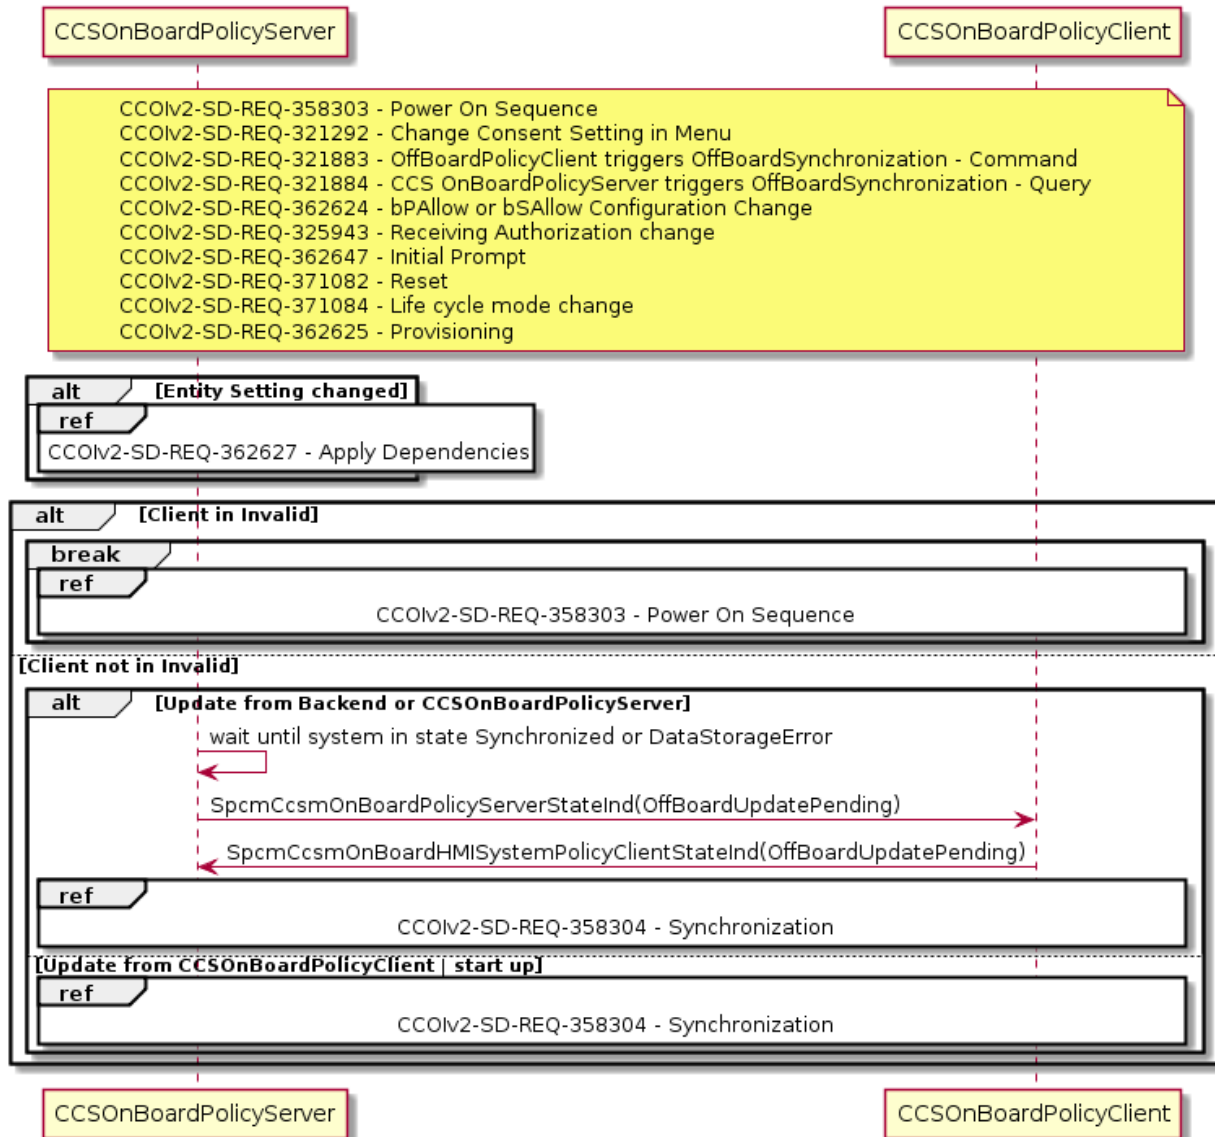 CCSOnBoardPolicyServer
CCSOnBoardPolicyClient
CCOIv2-SD-REQ-358303 - Power On Sequence
CCOIv2-SD-REQ-321292 - Change Consent Setting in Menu
CCOIv2-SD-REQ-321883 - OffBoardPolicyClient triggers OffBoardSynchronization - Command
CCOIv2-SD-REQ-321884 - CCS OnBoardPolicyServer triggers OffBoardSynchronization - Query
CCOIv2-SD-REQ-362624 - bPAllow or bSAllow Configuration Change
CCOIv2-SD-REQ-325943 - Receiving Authorization change
CCOIv2-SD-REQ-362647 - Initial Prompt
CCOIv2-SD-REQ-371082 - Reset
CCOIv2-SD-REQ-371084 - Life cycle mode change
CCOIv2-SD-REQ-362625 - Provisioning
alt [Entity Setting changed]
ref
CCOIv2-SD-REQ-362627 - Apply Dependencies
alt [Client in Invalid]
break
ref
CCOIv2-SD-REQ-358303 - Power On Sequence
[Client not in Invalid]
alt [Update from Backend or CCSOnBoardPolicyServer]
wait until system in state Synchronized or DataStorageError
SpcmCcsmOnBoardPolicyServerStateInd(OffBoardUpdatePending)
SpcmCcsmOnBoardHMISystemPolicyClientStateInd(OffBoardUpdatePending)
ref
CCOIv2-SD-REQ-358304 - Synchronization
[Update from CCSOnBoardPolicyClient | start up]
ref
CCOIv2-SD-REQ-358304 - Synchronization
CCSOnBoardPolicyServer
CCSOnBoardPolicyClient